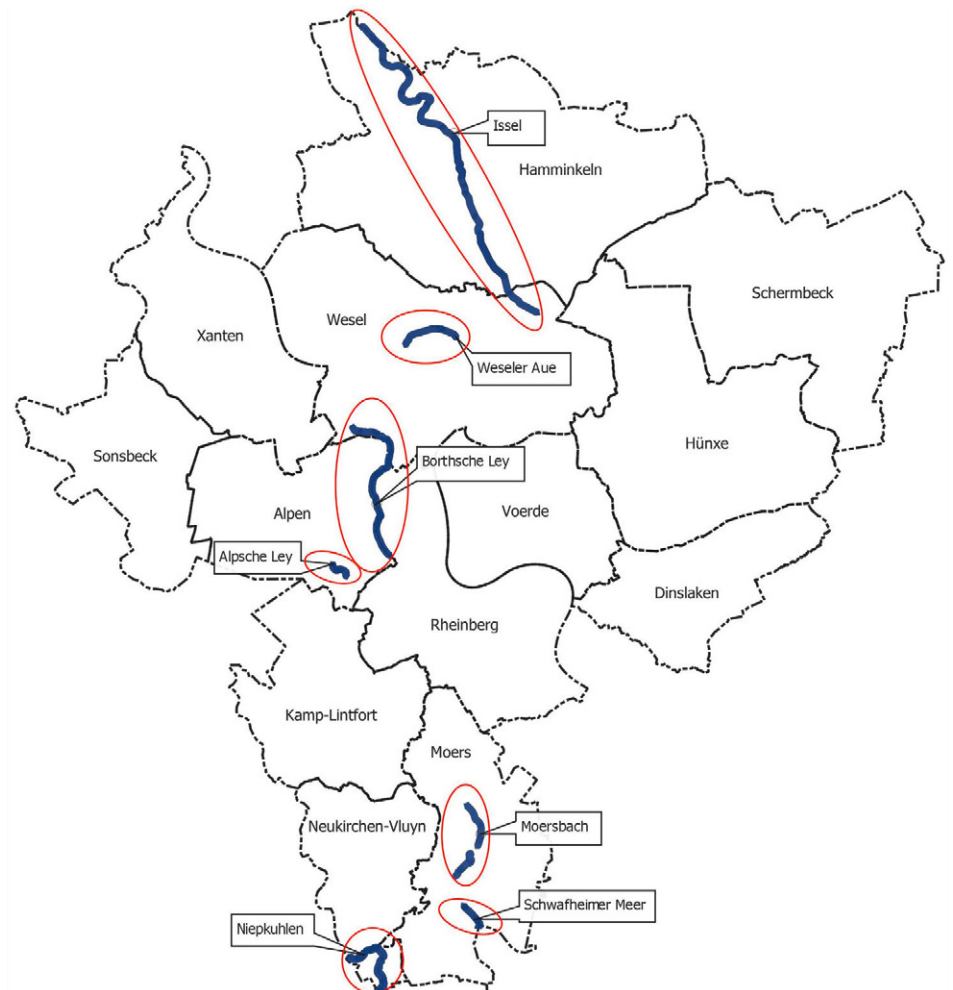 Issel
Hamminkeln
Schermbeck
Wesel
Xanten
Weseler Aue
Hünxe
Sonsbeck
Borthsche Ley
Alpen
Voerde
Alpsche Ley
Dinslaken
Rheinberg
Kamp-Lintfort
Moers
Neukirchen-Vluyn
Moersbach
Schwafheimer Meer
Niepkuhlen